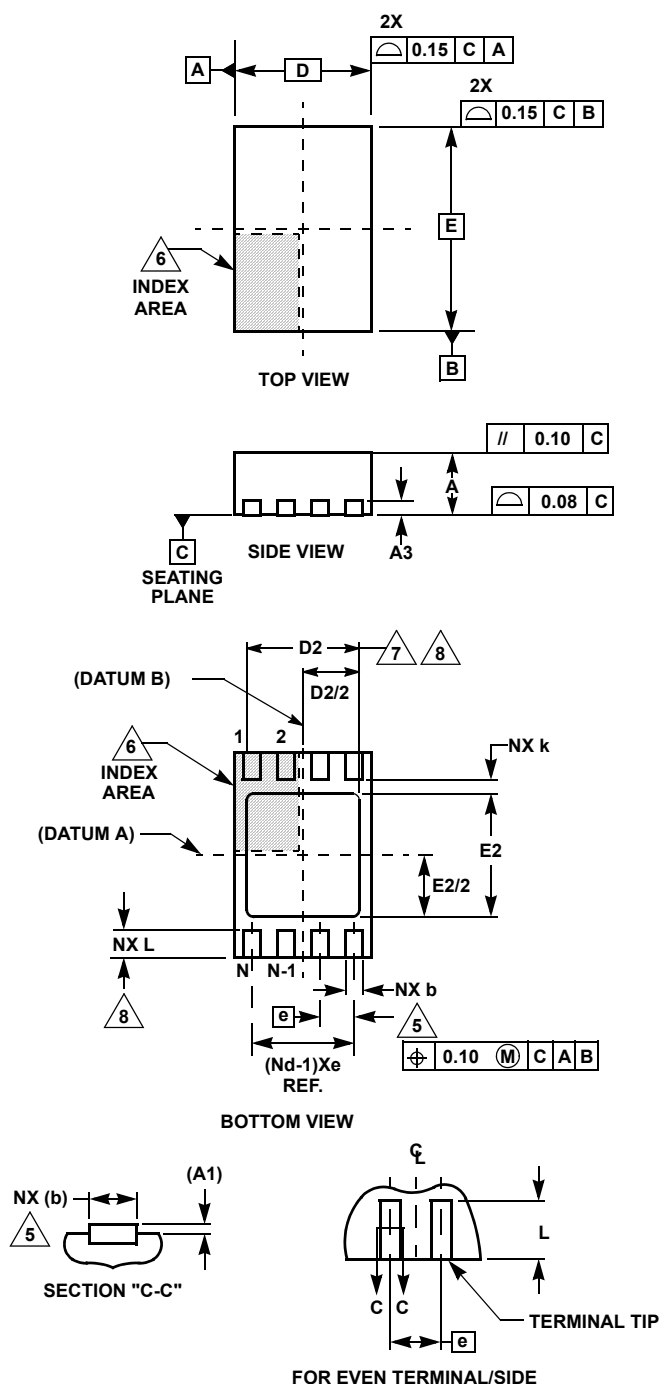 2X
⌓ 0.15 C A
A
D
2X
⌓ 0.15 C B
E
6
INDEX
AREA
B
TOP VIEW
// 0.10 C
A
⌓ 0.08 C
C
SIDE VIEW
A3
SEATING
PLANE
D2
7
8
(DATUM B)
D2/2
1
2
6
INDEX
AREA
NX k
(DATUM A)
E2
E2/2
NX L
N
N-1
NX b
8
e
5
⌖ 0.10 Ⓜ C A B
(Nd-1)Xe
REF.
BOTTOM VIEW
(A1)
NX (b)
5
SECTION "C-C"
CL
L
C
C
TERMINAL TIP
e
FOR EVEN TERMINAL/SIDE